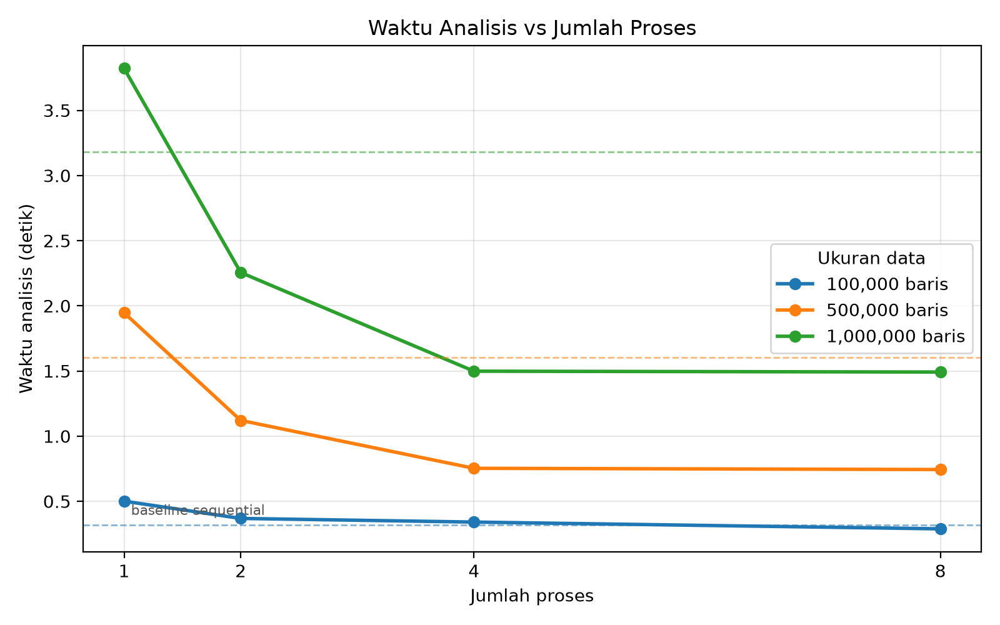 Waktu Analisis vs Jumlah Proses
Waktu analisis (detik)
3.5
3.0
2.5
2.0
1.5
1.0
0.5
Ukuran data
100,000 baris
500,000 baris
1,000,000 baris
baseline sequential
1 2 4 8
Jumlah proses